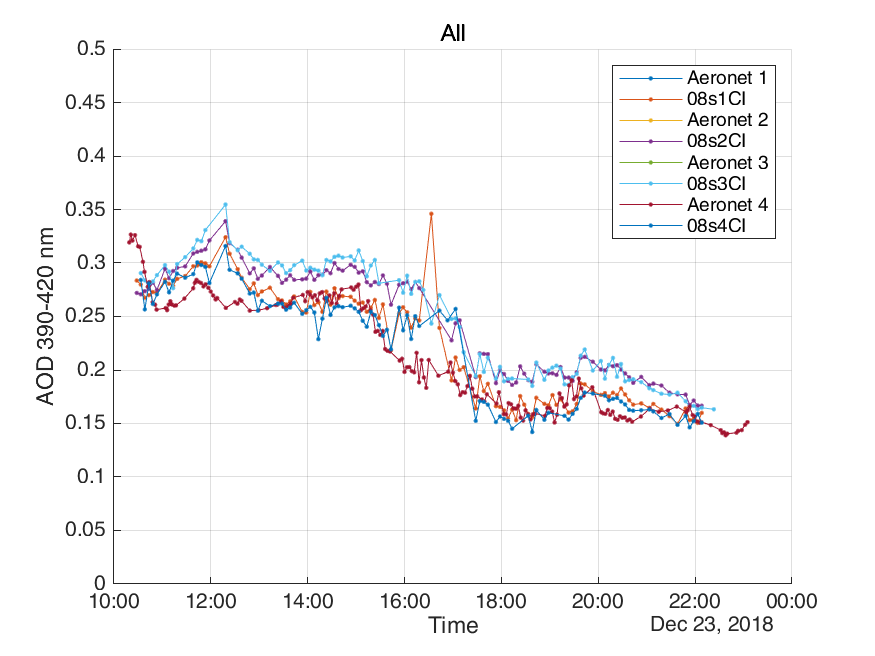 All
0.5
0.45
0.4
0.35
0.3
0.25
0.2
0.15
0.1
0.05
0
AOD 390-420 nm
Aeronet 1
08s1CI
Aeronet 2
08s2CI
Aeronet 3
08s3CI
Aeronet 4
08s4CI
10:00 12:00 14:00 16:00 18:00 20:00 22:00 00:00
Time
Dec 23, 2018